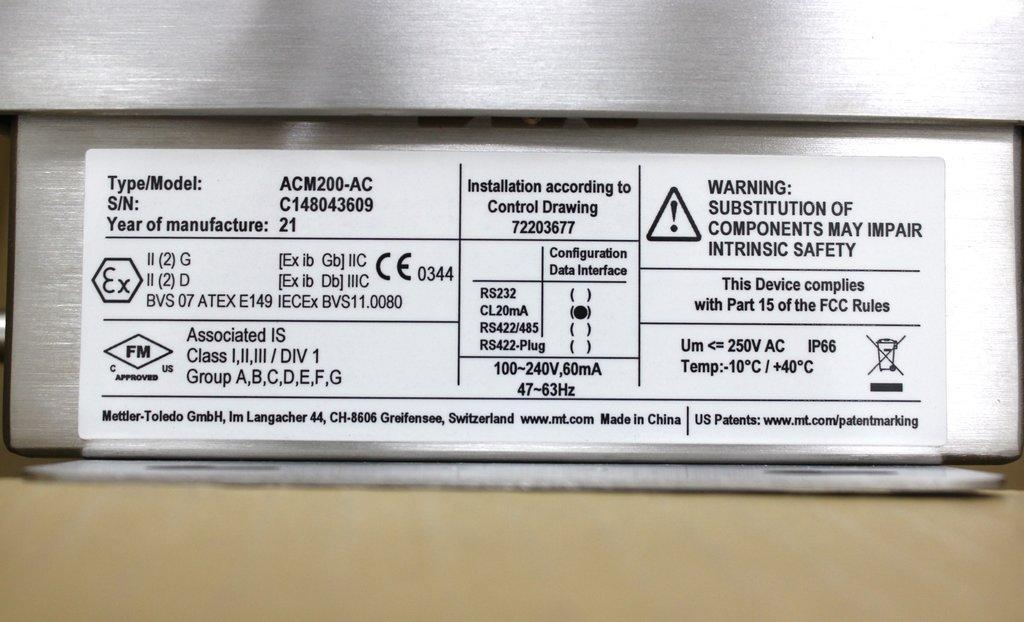 Type/Model: ACM200-AC
S/N: C148043609
Year of manufacture: 21
Ex
II (2) G [Ex ib Gb] IIC
II (2) D [Ex ib Db] IIIC
CE 0344
BVS 07 ATEX E149 IECEx BVS11.0080
FM
C US
APPROVED
Associated IS
Class I,II,III / DIV 1
Group A,B,C,D,E,F,G
Installation according to
Control Drawing
72203677
Configuration
Data Interface
RS232 ( )
CL20mA (●)
RS422/485 ( )
RS422-Plug ( )
100~240V,60mA
47~63Hz
WARNING:
SUBSTITUTION OF
COMPONENTS MAY IMPAIR
INTRINSIC SAFETY
This Device complies
with Part 15 of the FCC Rules
Um <= 250V AC IP66
Temp:-10°C / +40°C
Mettler-Toledo GmbH, Im Langacher 44, CH-8606 Greifensee, Switzerland www.mt.com Made in China
US Patents: www.mt.com/patentmarking